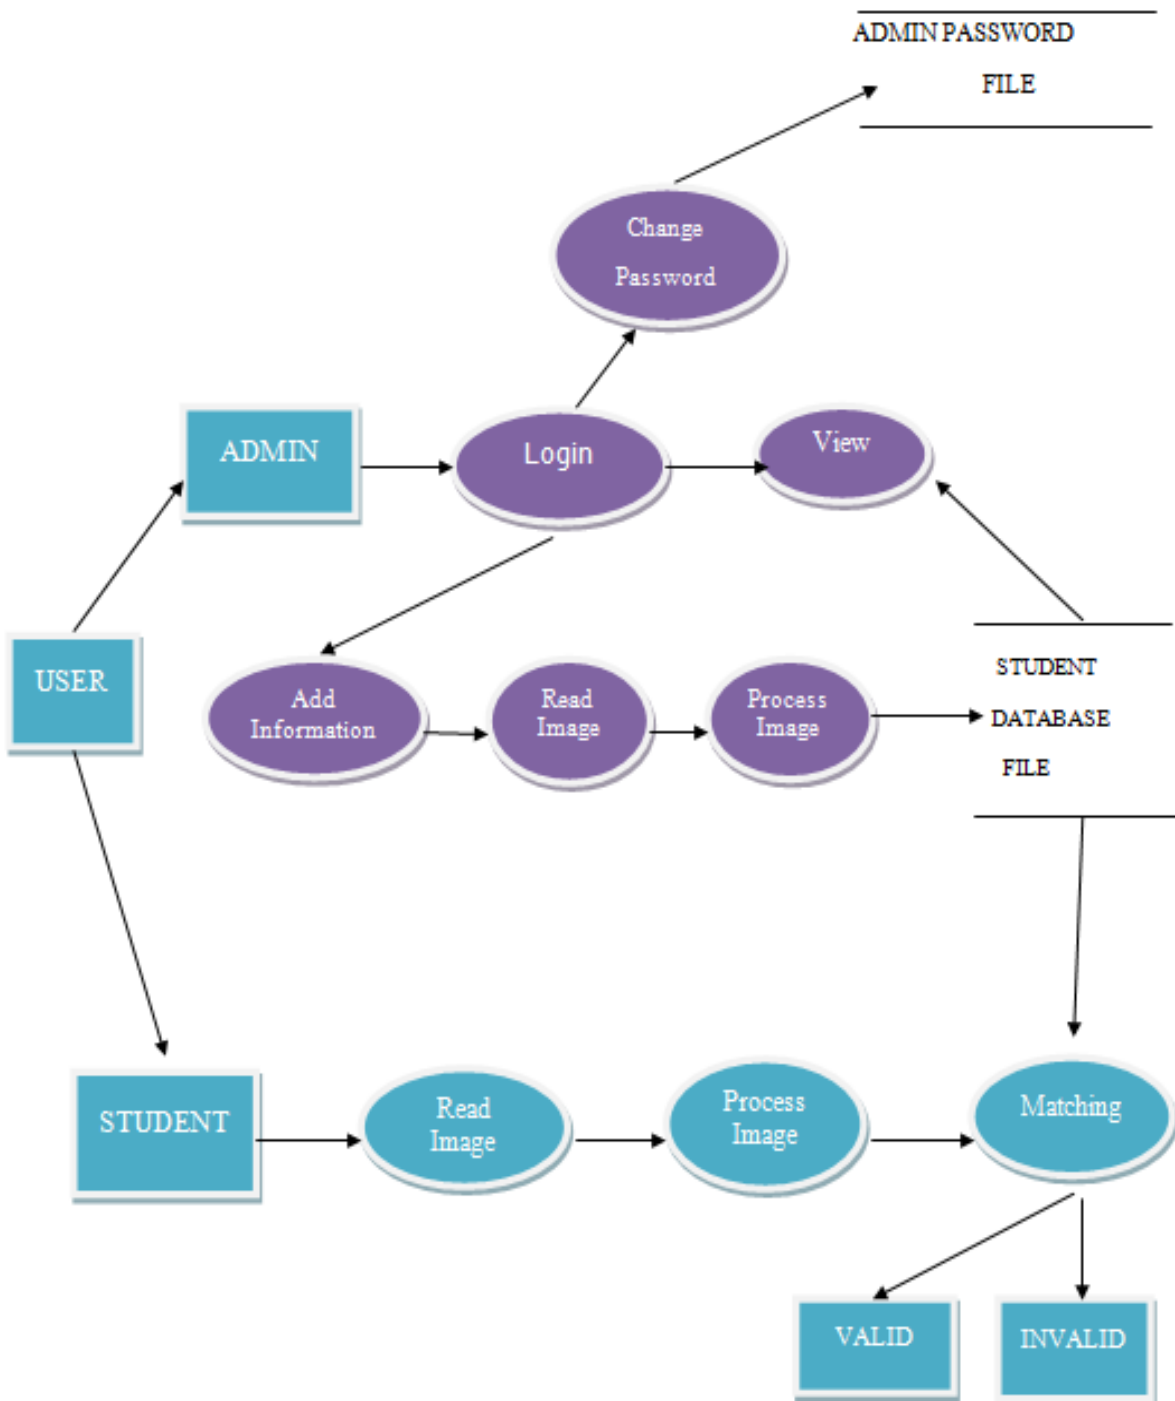 ADMIN PASSWORD
FILE
Change
Password
ADMIN
Login
View
USER
Add
Information
Read
Image
Process
Image
STUDENT
DATABASE
FILE
STUDENT
Read
Image
Process
Image
Matching
VALID
INVALID